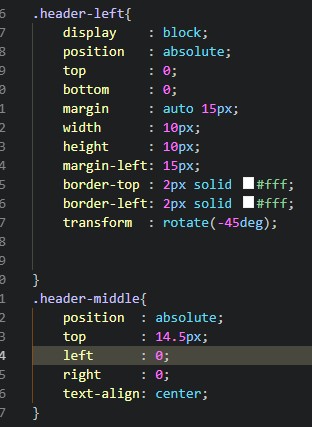 6 .header-left{
7 display : block;
8 position : absolute;
9 top : 0;
0 bottom : 0;
1 margin : auto 15px;
2 width : 10px;
3 height : 10px;
4 margin-left: 15px;
5 border-top : 2px solid #fff;
6 border-left: 2px solid #fff;
7 transform : rotate(-45deg);
8
9
0 }
1 .header-middle{
2 position : absolute;
3 top : 14.5px;
4 left : 0;
5 right : 0;
6 text-align: center;
7 }